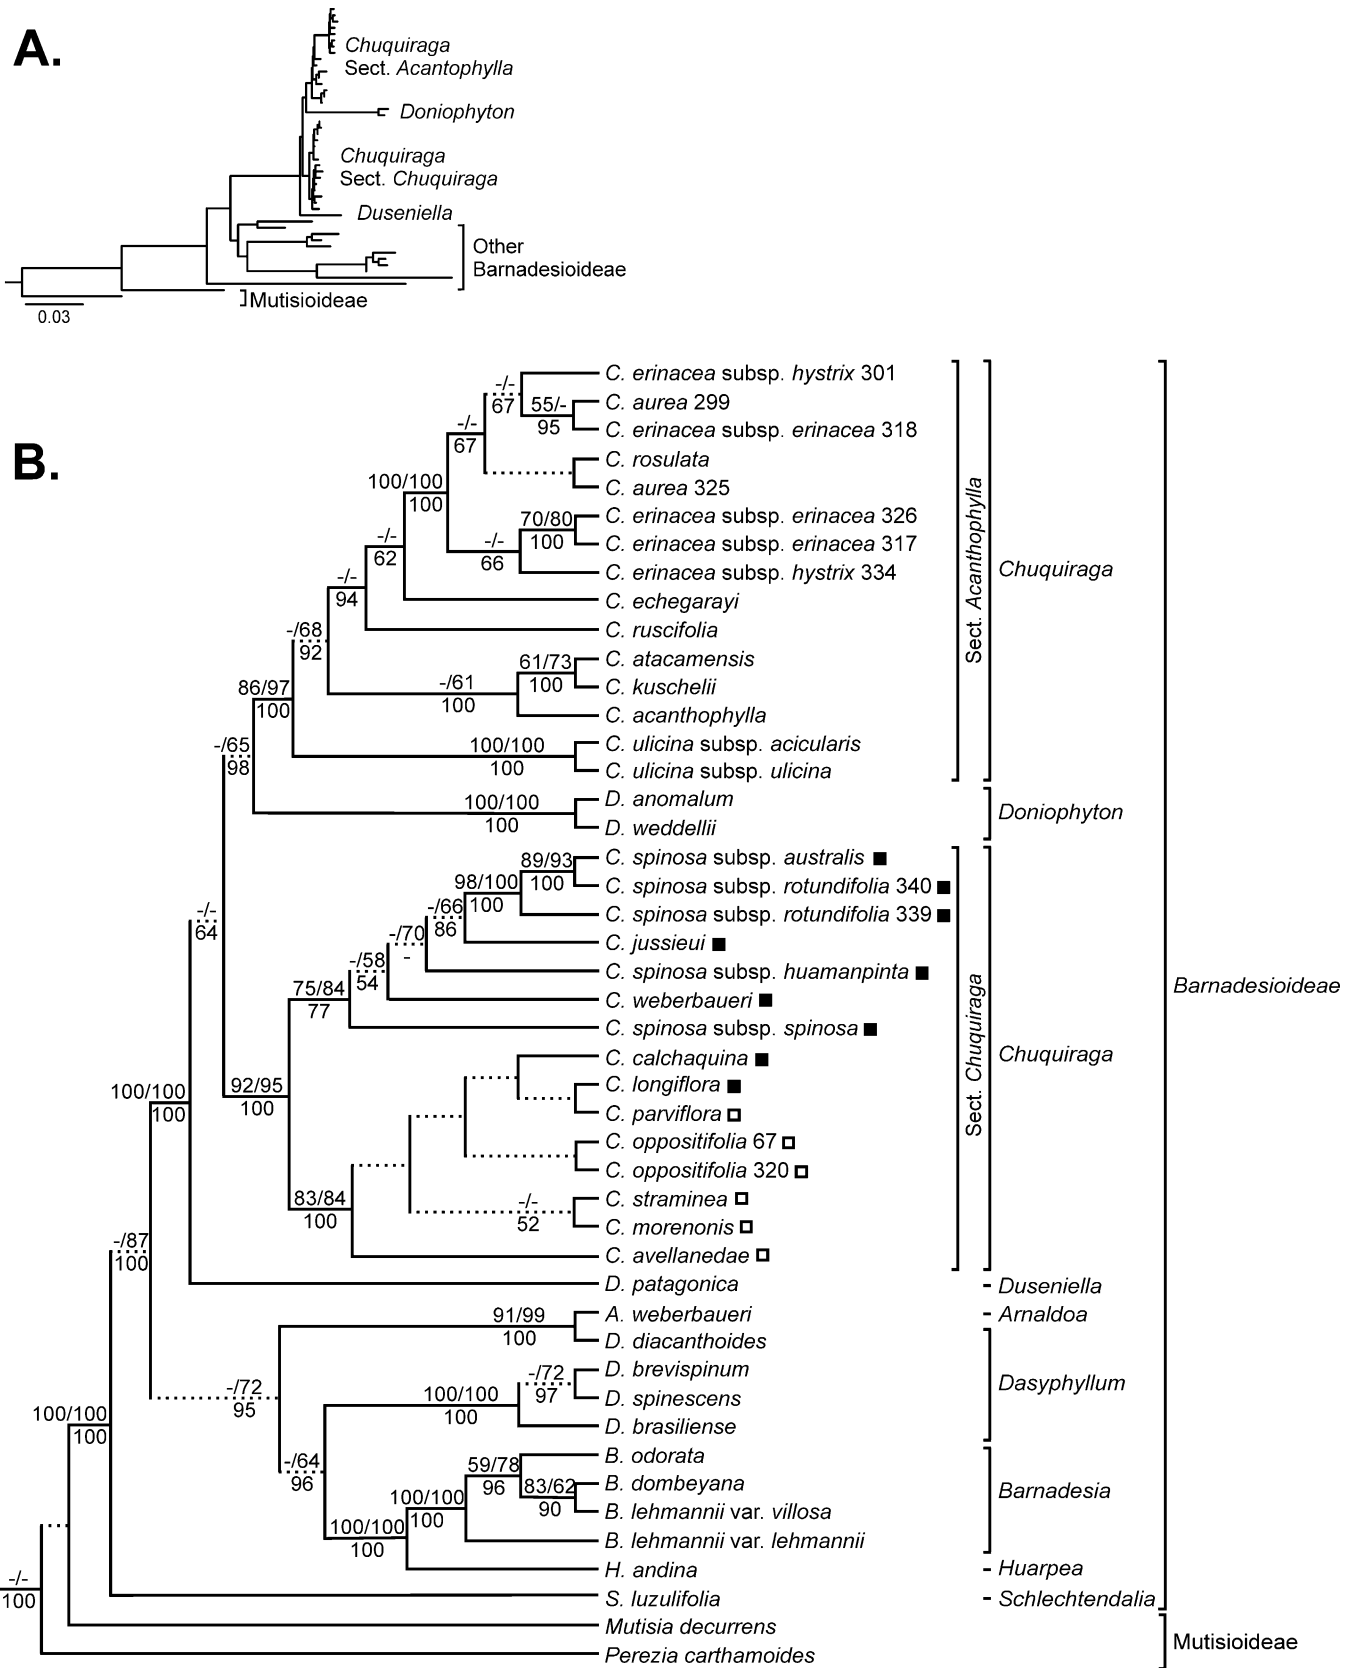 A.
Chuquiraga
Sect. Acantophylla
Doniophyton
Chuquiraga
Sect. Chuquiraga
Duseniella
Other
Barnadesioideae
Mutisioideae
0.03
B.
C. erinacea subsp. hystrix 301
-/-
67
55/-
95
C. aurea 299
C. erinacea subsp. erinacea 318
-/-
67
C. rosulata
C. aurea 325
100/100
100
C. erinacea subsp. erinacea 326
70/80
100
C. erinacea subsp. erinacea 317
-/-
66
C. erinacea subsp. hystrix 334
-/-
62
C. echegarayi
-/-
94
C. ruscifolia
-/68
92
C. atacamensis
61/73
100
C. kuschelii
-/61
100
C. acanthophylla
86/97
100
C. ulicina subsp. acicularis
100/100
100
C. ulicina subsp. ulicina
-/65
98
D. anomalum
100/100
100
D. weddellii
Sect. Acanthophylla
Chuquiraga
Doniophyton
C. spinosa subsp. australis
89/93
100
C. spinosa subsp. rotundifolia 340
98/100
100
C. spinosa subsp. rotundifolia 339
-/66
86
C. jussieui
-/70
-
C. spinosa subsp. huamanpinta
-/58
54
C. weberbaueri
75/84
77
C. spinosa subsp. spinosa
-/-
64
C. calchaquina
C. longiflora
C. parviflora
92/95
100
C. oppositifolia 67
C. oppositifolia 320
C. straminea
-/-
52
C. morenonis
83/84
100
C. avellanedae
Sect. Chuquiraga
Chuquiraga
Barnadesioideae
100/100
100
D. patagonica
Duseniella
-/87
100
A. weberbaueri
Arnaldoa
91/99
100
D. diacanthoides
D. brevispinum
-/72
97
D. spinescens
Dasyphyllum
-/72
95
100/100
100
D. brasiliense
100/100
100
-/64
96
B. odorata
59/78
96
B. dombeyana
83/62
90
B. lehmannii var. villosa
Barnadesia
100/100
100
B. lehmannii var. lehmannii
100/100
100
H. andina
Huarpea
S. luzulifolia
Schlechtendalia
-/-
100
Mutisia decurrens
Perezia carthamoides
Mutisioideae